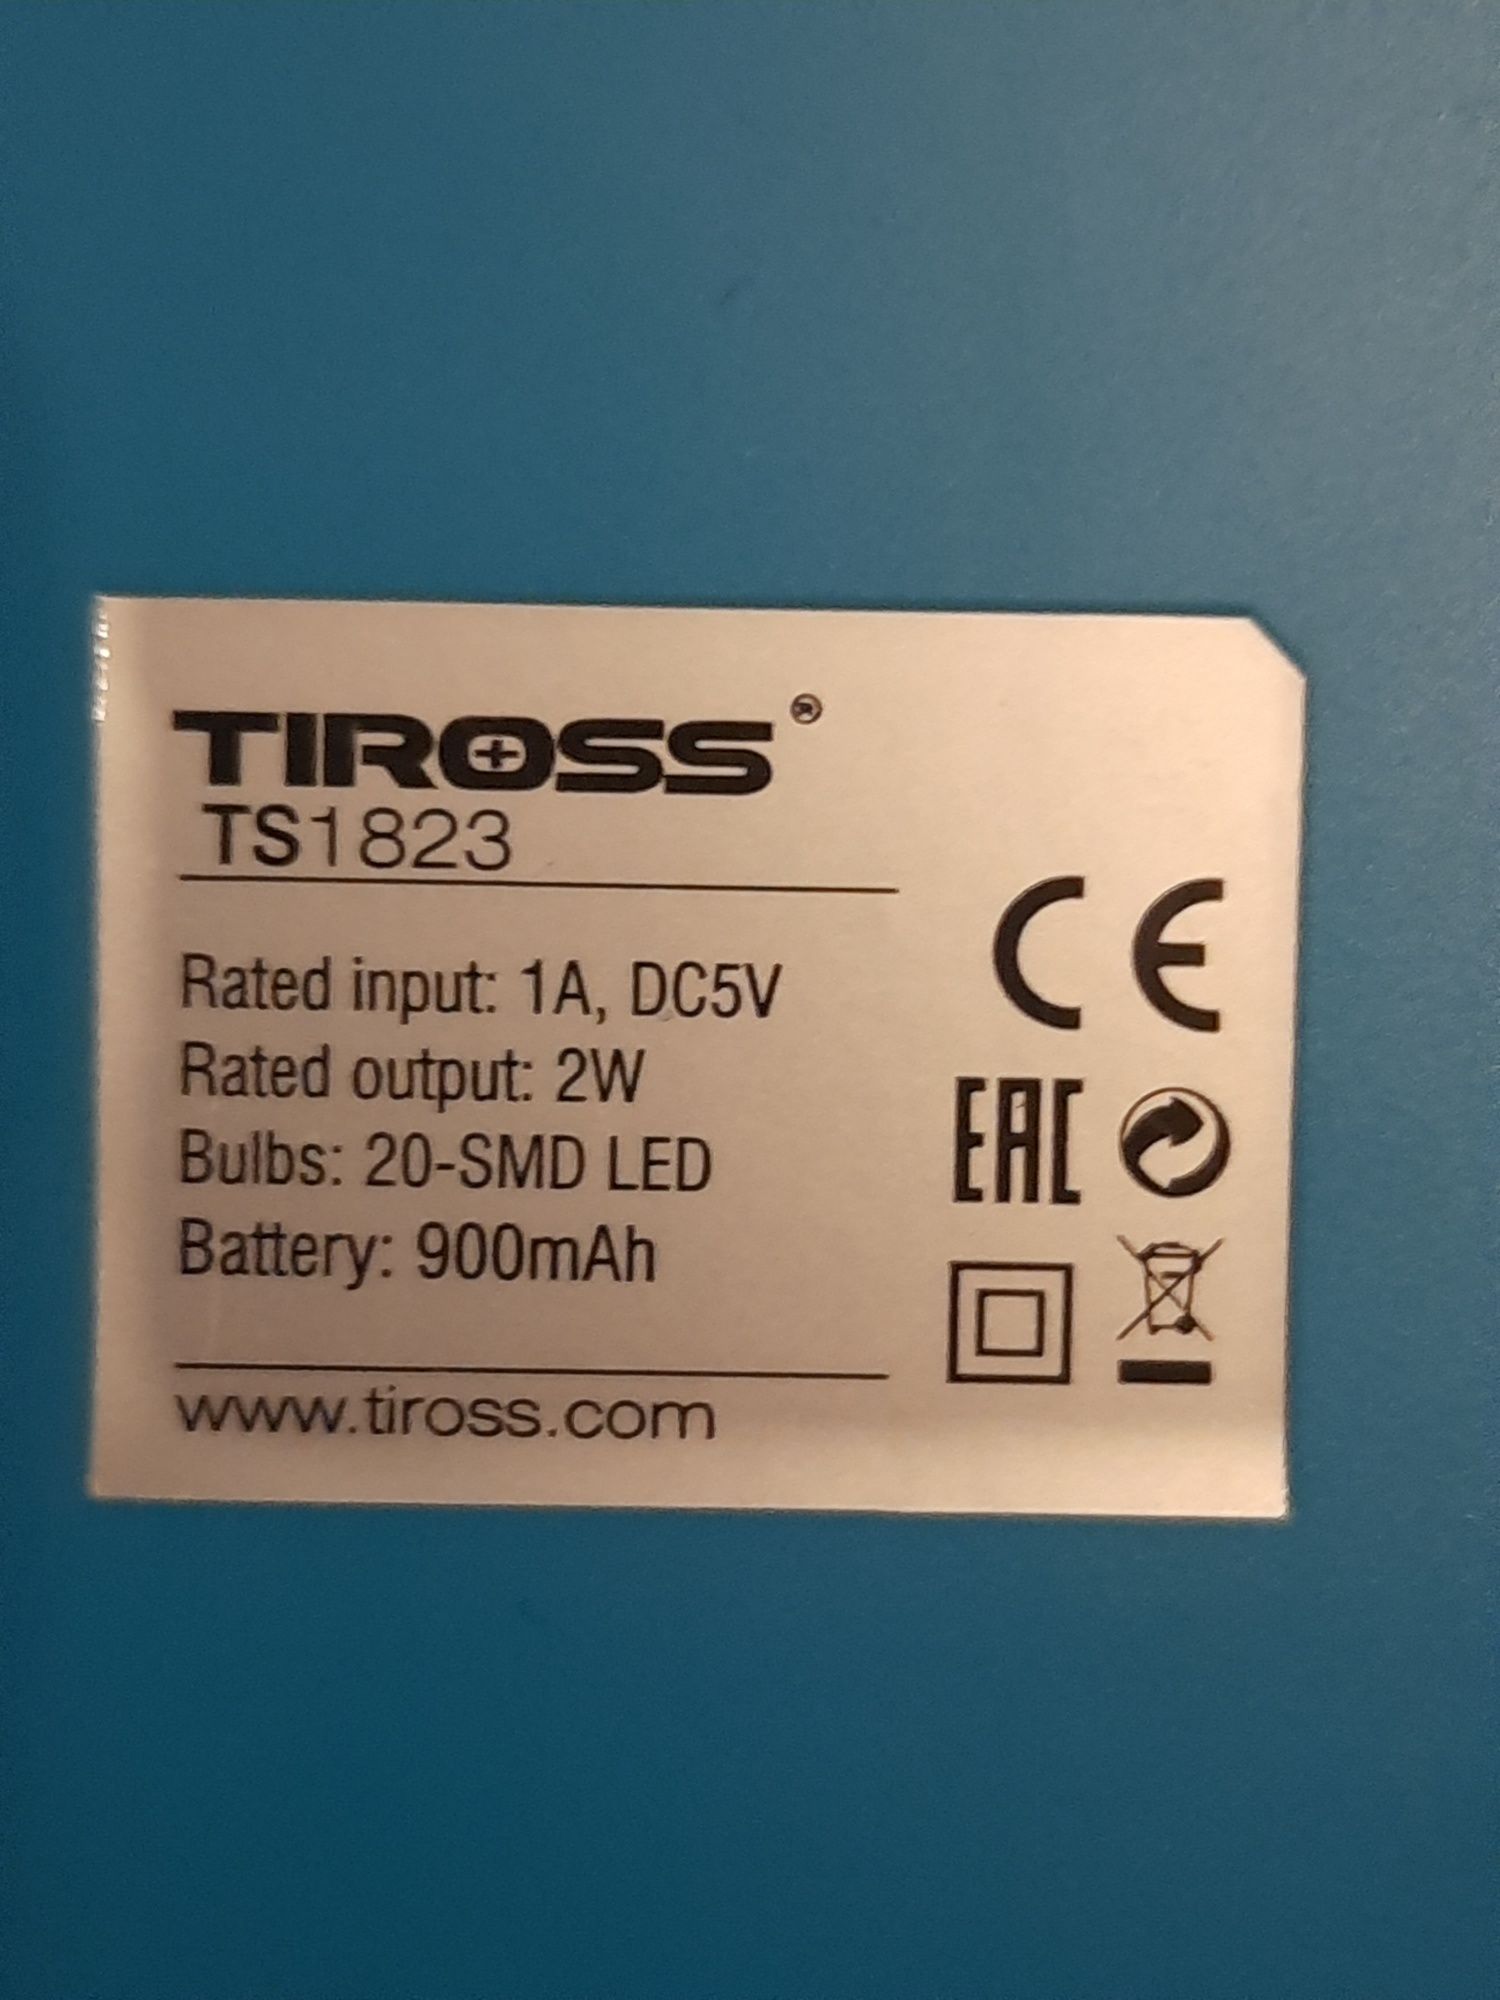 TIROSS®
TS1823
Rated input: 1A, DC5V
Rated output: 2W
Bulbs: 20-SMD LED
Battery: 900mAh
www.tiross.com
CE
EAC